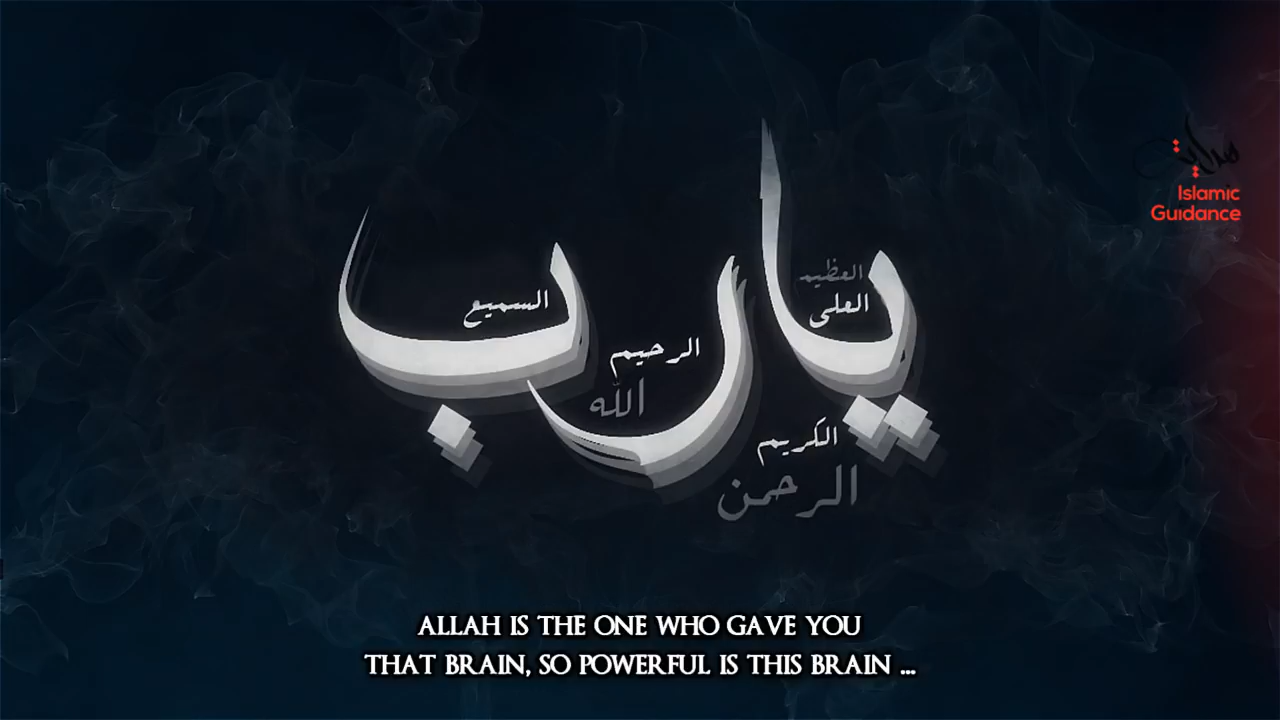 هداية
Islamic
Guidance
يارب
العظيم
العلى
السميع
الرحيم
الله
الكريم
الرحمن
ALLAH IS THE ONE WHO GAVE YOU
THAT BRAIN, SO POWERFUL IS THIS BRAIN ...